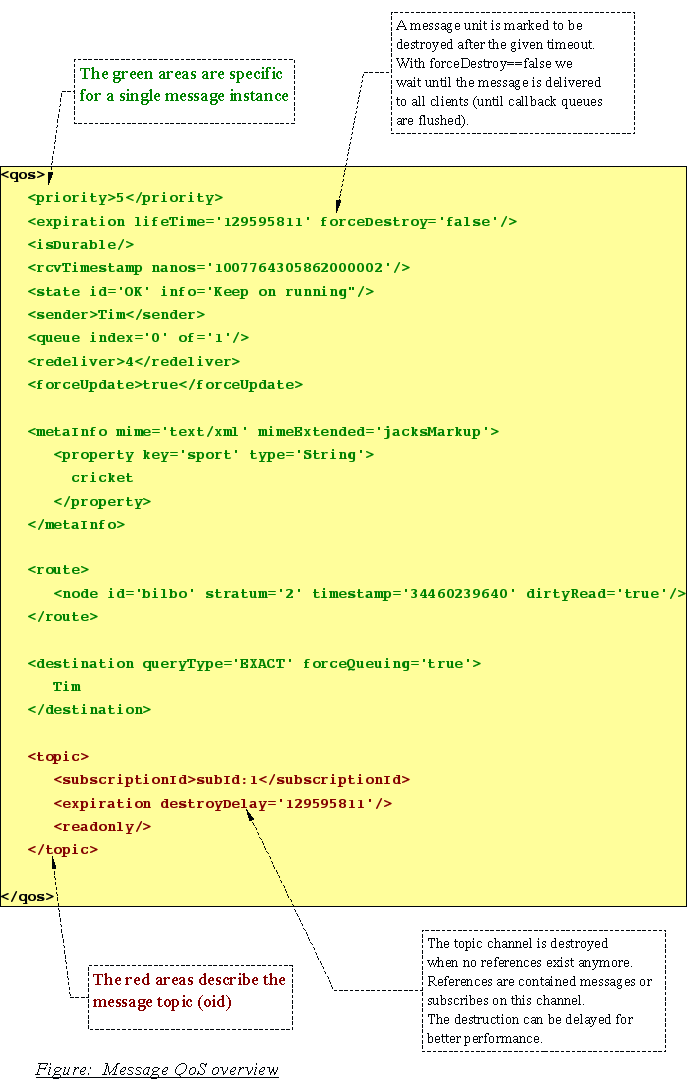 A message unit is marked to be
destroyed after the given timeout.
With forceDestroy==false we
wait until the message is delivered
to all clients (until callback queues
are flushed).
The green areas are specific
for a single message instance
<qos>
<priority>5</priority>
<expiration lifeTime='129595811' forceDestroy='false'/>
<isDurable/>
<rcvTimestamp nanos='1007764305862000002'/>
<state id='OK' info='Keep on running"/>
<sender>Tim</sender>
<queue index='0' of='1'/>
<redeliver>4</redeliver>
<forceUpdate>true</forceUpdate>
<metaInfo mime='text/xml' mimeExtended='jacksMarkup'>
<property key='sport' type='String'>
cricket
</property>
</metaInfo>
<route>
<node id='bilbo' stratum='2' timestamp='34460239640' dirtyRead='true'/>
</route>
<destination queryType='EXACT' forceQueuing='true'>
Tim
</destination>
<topic>
<subscriptionId>subId:1</subscriptionId>
<expiration destroyDelay='129595811'/>
<readonly/>
</topic>
</qos>
The topic channel is destroyed
when no references exist anymore.
References are contained messages or
subscribes on this channel.
The destruction can be delayed for
better performance.
The red areas describe the
message topic (oid)
Figure: Message QoS overview